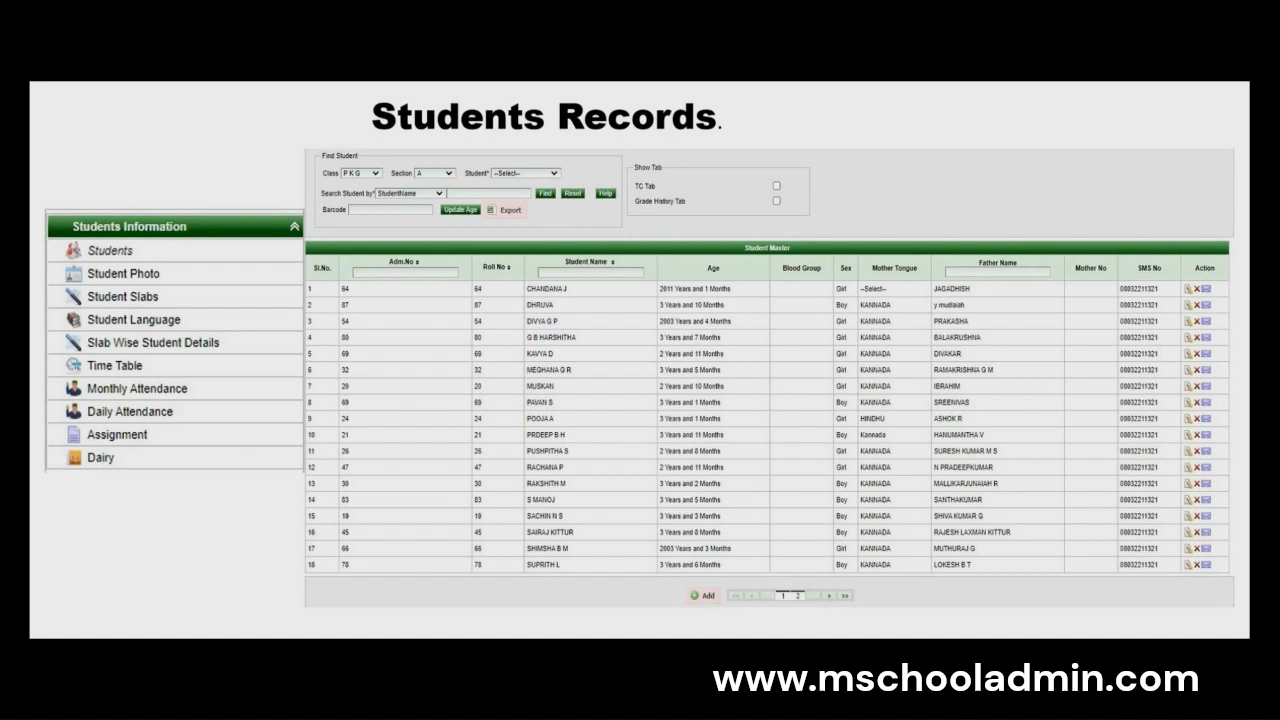 Students Records.
Find Student
Class P K G Section A Student* --Select--
Search Student by* StudentName Find Reset Help
Barcode Update Age Export
Show Tab
TC Tab
Grade History Tab
Students Information
Students
Student Photo
Student Slabs
Student Language
Slab Wise Student Details
Time Table
Monthly Attendance
Daily Attendance
Assignment
Dairy
Student Master
Sl.No. Adm.No Roll No Student Name Age Blood Group Sex Mother Tongue Father Name Mother No SMS No Action
1 64 64 CHANDANA J 2011 Years and 1 Months Girl --Select-- JAGADHISH 08032211321
2 87 87 DHRUVA 3 Years and 10 Months Boy KANNADA y mudlaiah 08032211321
3 54 54 DIVYA G P 2003 Years and 4 Months Girl KANNADA PRAKASHA 08032211321
4 80 80 G B HARSHITHA 3 Years and 7 Months Girl KANNADA BALAKRUSHNA 08032211321
5 69 69 KAVYA D 2 Years and 11 Months Girl KANNADA DIVAKAR 08032211321
6 32 32 MEGHANA G R 3 Years and 5 Months Girl KANNADA RAMAKRISHNA G M 08032211321
7 20 20 MUSKAN 2 Years and 10 Months Girl KANNADA IBRAHIM 08032211321
8 69 69 PAVAN S 3 Years and 1 Months Boy KANNADA SREENIVAS 08032211321
9 24 24 POOJA A 3 Years and 1 Months Girl HINDHU ASHOK R 08032211321
10 21 21 PRDEEP B H 3 Years and 11 Months Boy Kannada HANUMANTHA V 08032211321
11 26 26 PUSHPITHA S 2 Years and 8 Months Girl KANNADA SURESH KUMAR M S 08032211321
12 47 47 RACHANA P 2 Years and 11 Months Girl KANNADA N PRADEEPKUMAR 08032211321
13 30 30 RAKSHITH M 3 Years and 2 Months Boy KANNADA MALLIKARJUNAIAH R 08032211321
14 83 83 S MANOJ 3 Years and 5 Months Boy KANNADA SANTHAKUMAR 08032211321
15 19 19 SACHIN N S 3 Years and 3 Months Boy KANNADA SHIVA KUMAR G 08032211321
16 45 45 SAIRAJ KITTUR 3 Years and 8 Months Boy KANNADA RAJESH LAXMAN KITTUR 08032211321
17 66 66 SHIMSHA B M 2003 Years and 3 Months Girl KANNADA MUTHURAJ G 08032211321
18 78 78 SUPRITH L 3 Years and 6 Months Boy KANNADA LOKESH B T 08032211321
Add 1 2
www.mschooladmin.com